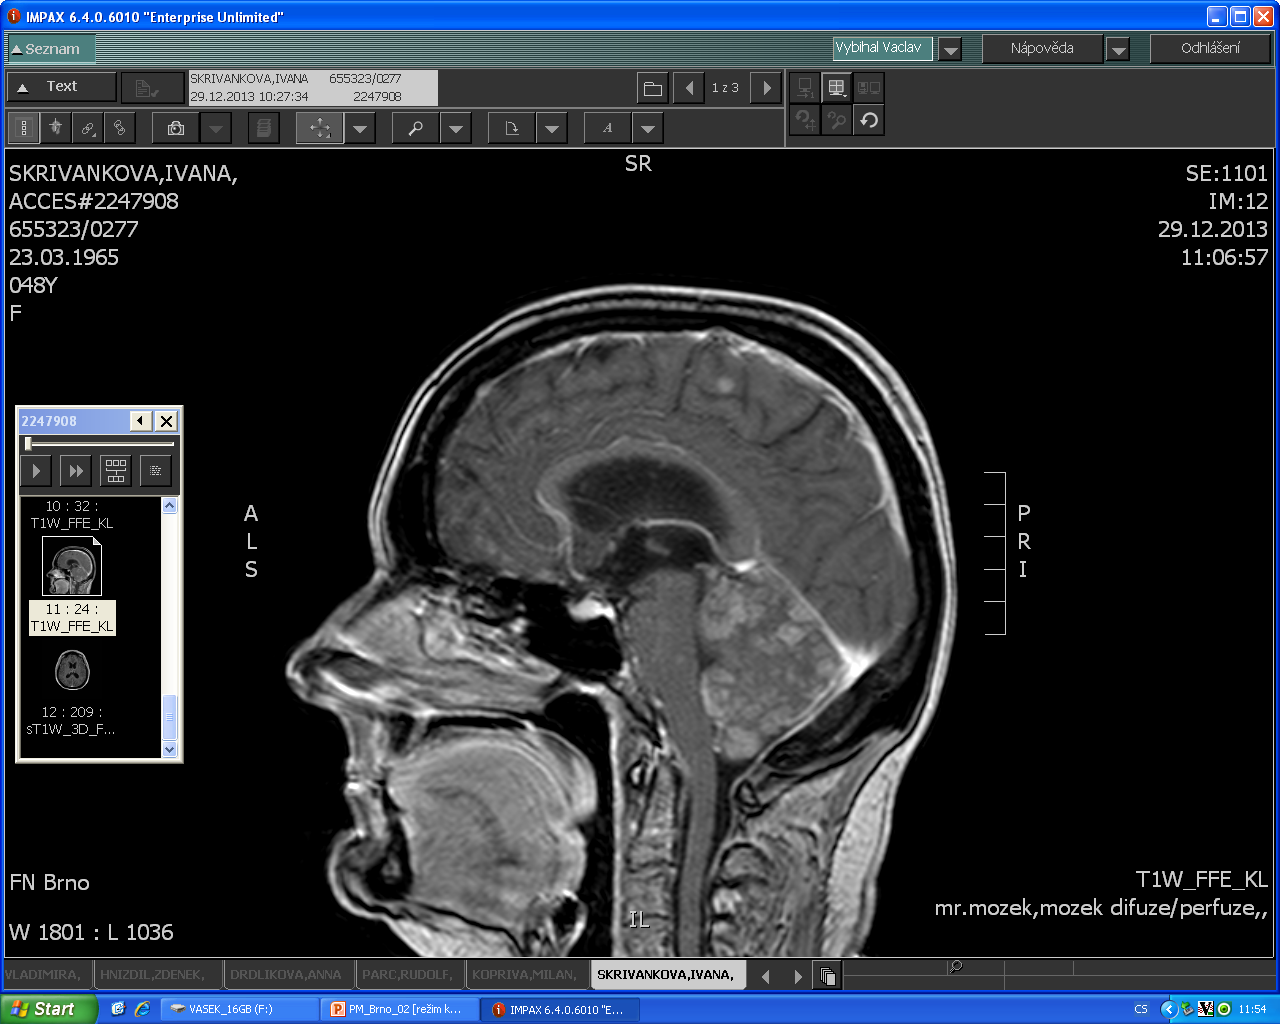 IMPAX 6.4.0.6010 "Enterprise Unlimited"
Seznam
Vybihal Vaclav
Nápověda
Odhlášení
Text
SKRIVANKOVA,IVANA 655323/0277
29.12.2013 10:27:34 2247908
1 z 3
A
SR
SKRIVANKOVA,IVANA,
ACCES#2247908
655323/0277
23.03.1965
048Y
F
SE:1101
IM:12
29.12.2013
11:06:57
2247908
10 : 32 :
T1W_FFE_KL
11 : 24 :
T1W_FFE_KL
12 : 209 :
sT1W_3D_F...
A
L
S
P
R
I
IL
FN Brno
W 1801 : L 1036
T1W_FFE_KL
mr.mozek,mozek difuze/perfuze,,
VLADIMIRA,
HNIZDIL,ZDENEK,
DRDLIKOVA,ANNA
PARC,RUDOLF,
KOPRIVA,MILAN,
SKRIVANKOVA,IVANA,
Start
VASEK_16GB (F:)
PM_Brno_02 [režim k...
IMPAX 6.4.0.6010 "E...
CS
11:54